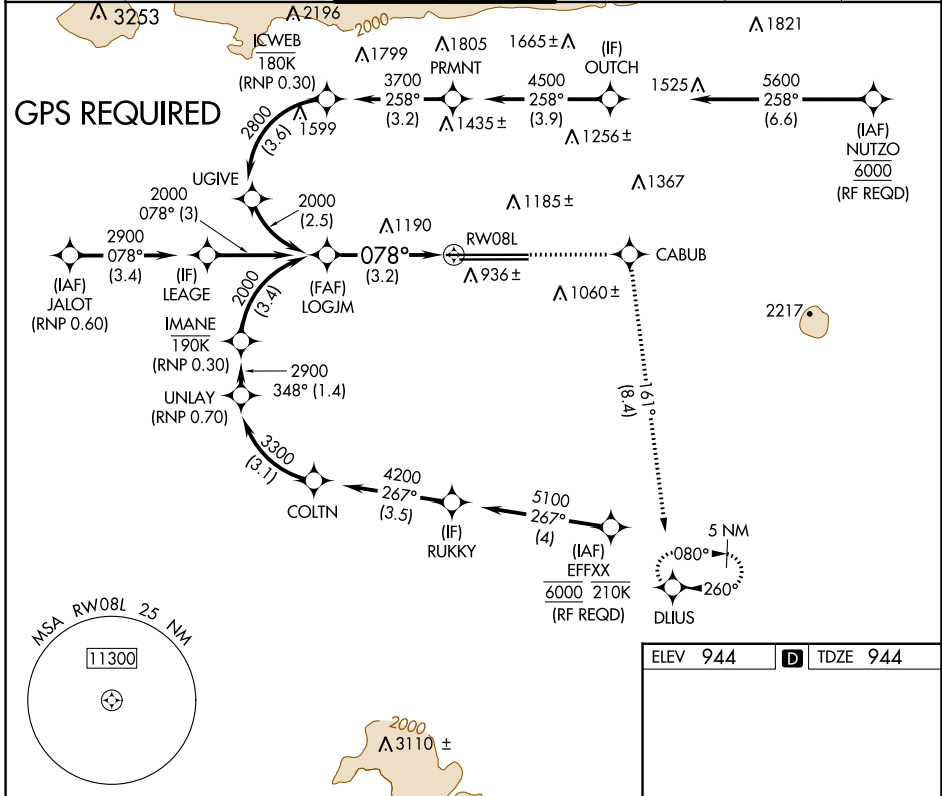 3253
2196
2000
ICWEB
180K
(RNP 0.30)
1799
1805
PRMNT
1665±
(IF)
OUTCH
1821
1525
GPS REQUIRED
3700
258°
(3.2)
4500
258°
(3.9)
5600
258°
(6.6)
2800
(3.6)
1599
1435±
1256±
(IAF)
NUTZO
6000
(RF REQD)
UGIVE
2000
078° (3)
2000
(2.5)
1190
1185±
1367
2900
078°
(3.4)
(IAF)
JALOT
(RNP 0.60)
(IF)
LEAGE
(FAF)
LOGJM
078°
(3.2)
RW08L
936±
CABUB
1060±
2217
2000
(3.4)
IMANE
190K
(RNP 0.30)
2900
348° (1.4)
UNLAY
(RNP 0.70)
161°
(8.4)
3300
(3.1)
COLTN
4200
267°
(3.5)
(IF)
RUKKY
5100
267°
(4)
(IAF)
EFFXX
6000 210K
(RF REQD)
5 NM
080°
260°
DLIUS
MSA RW08L 25 NM
11300
ELEV 944 D TDZE 944
2000
3110 ±